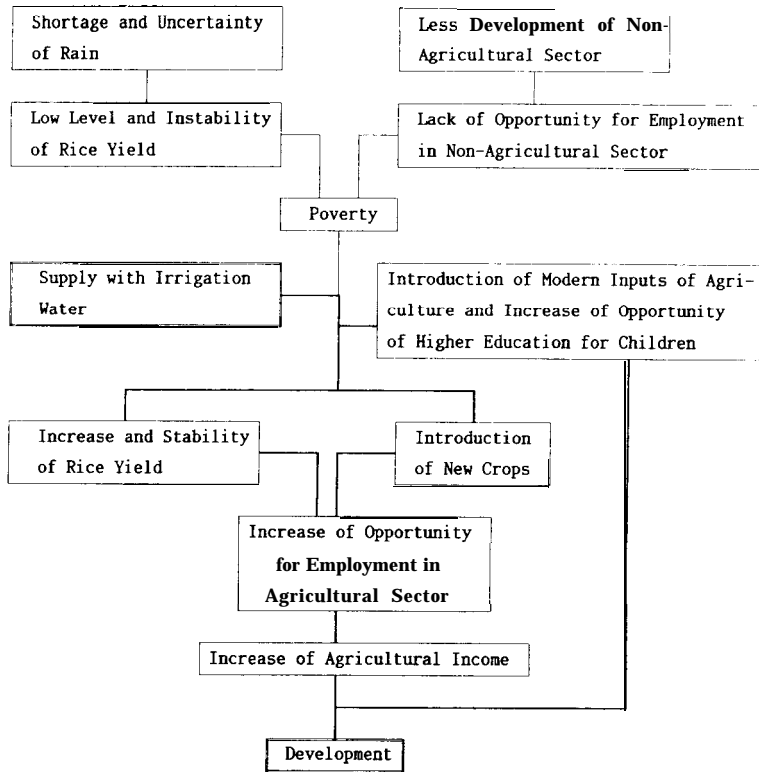 Shortage and Uncertainty
of Rain
Less Development of Non-
Agricultural Sector
Low Level and Instability
of Rice Yield
Lack of Opportunity for Employment
in Non-Agricultural Sector
Poverty
Supply with Irrigation
Water
Introduction of Modern Inputs of Agri-
culture and Increase of Opportunity
of Higher Education for Children
Increase and Stability
of Rice Yield
Introduction
of New Crops
Increase of Opportunity
for Employment in
Agricultural Sector
Increase of Agricultural Income
Development